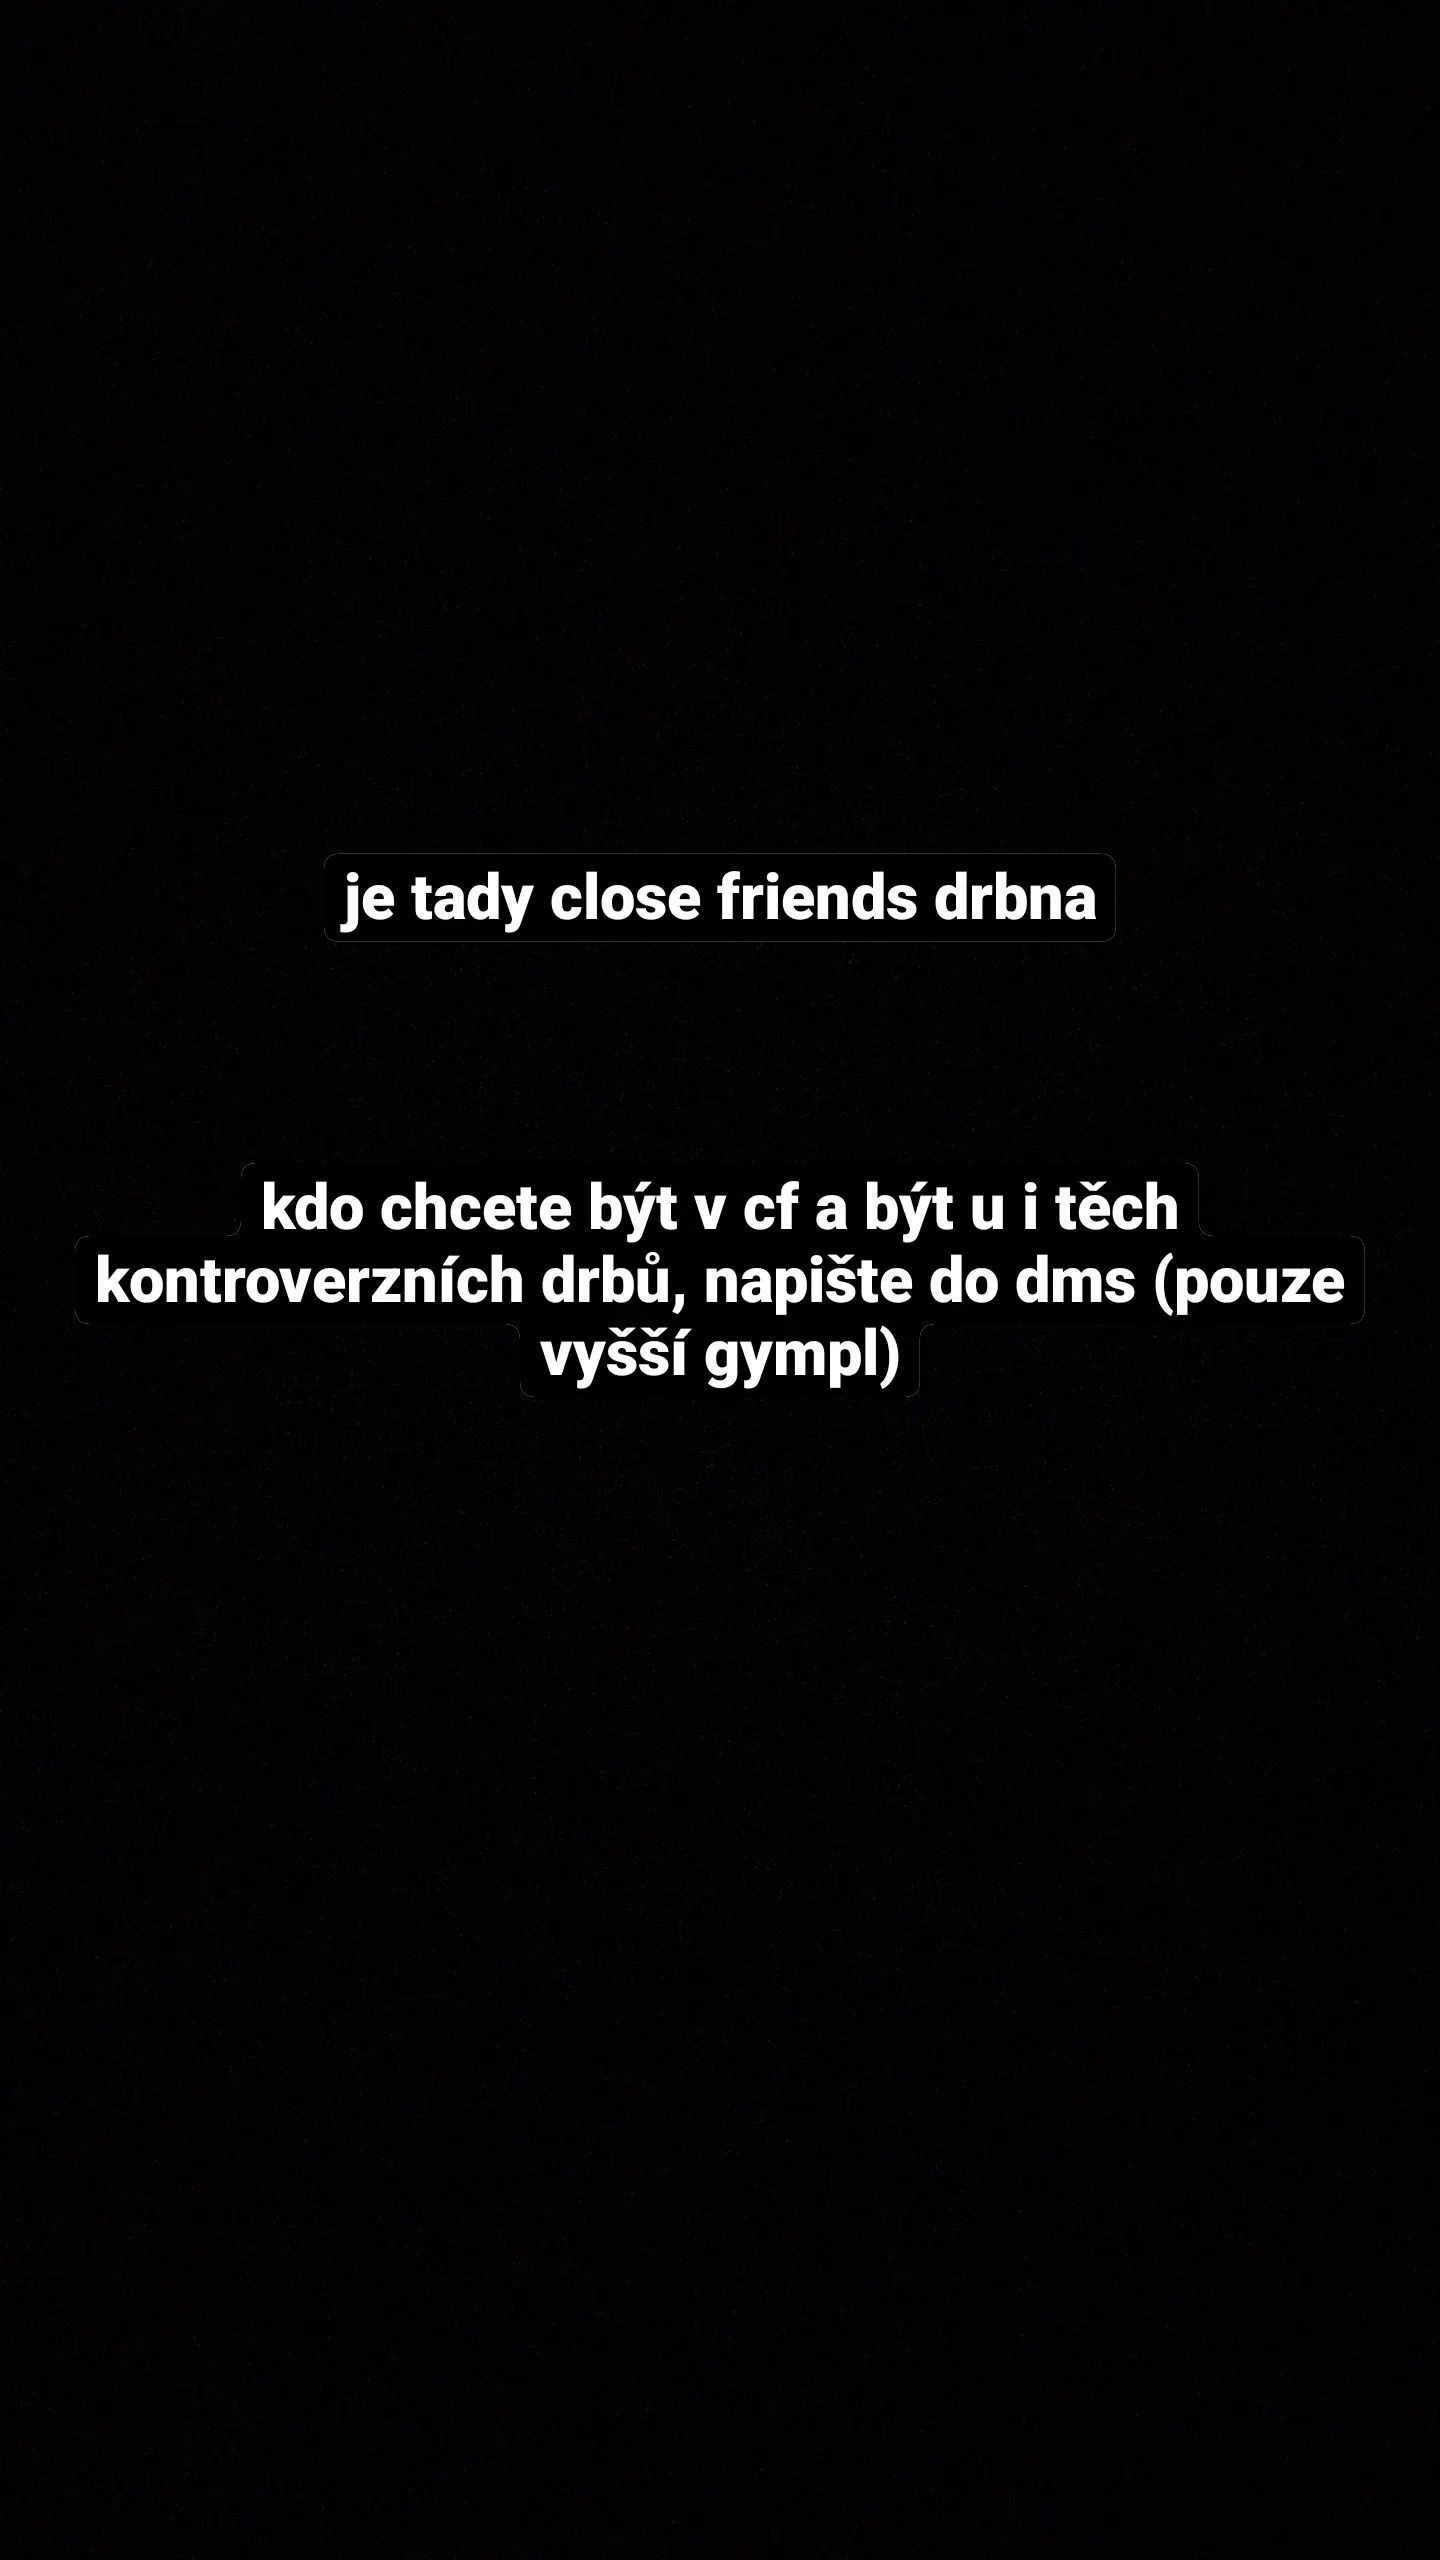 je tady close friends drbna
kdo chcete být v cf a být u i těch
kontroverzních drbů, napište do dms (pouze
vyšší gympl)